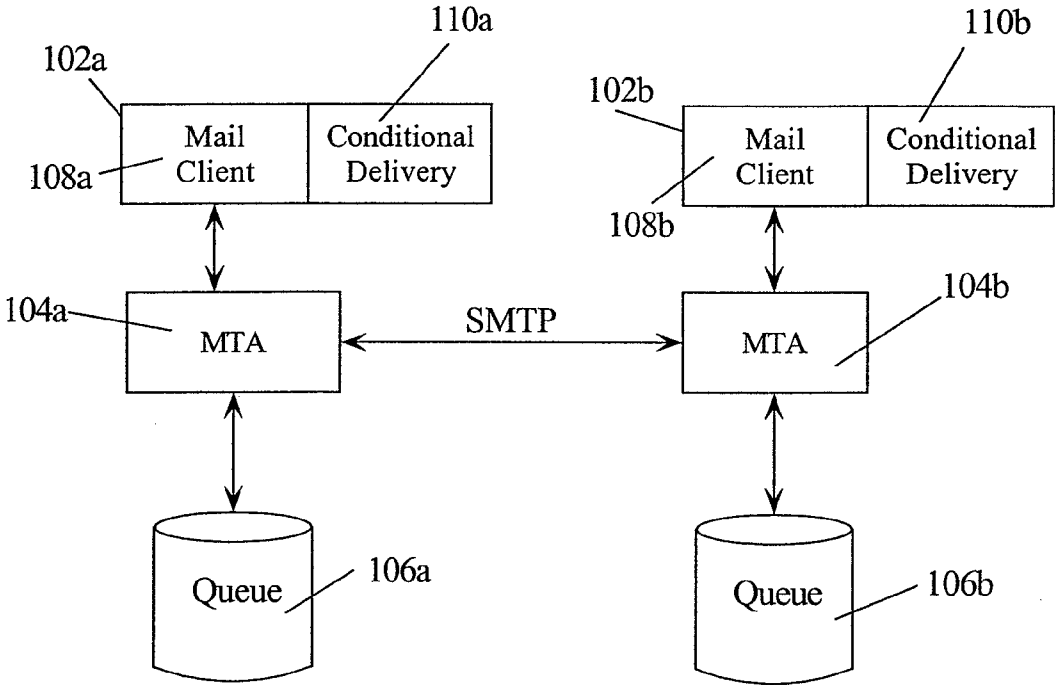 110a
110b
102a
102b
Mail
Client
Conditional
Delivery
Mail
Client
Conditional
Delivery
108a
108b
104a
104b
MTA
SMTP
MTA
Queue
106a
Queue
106b